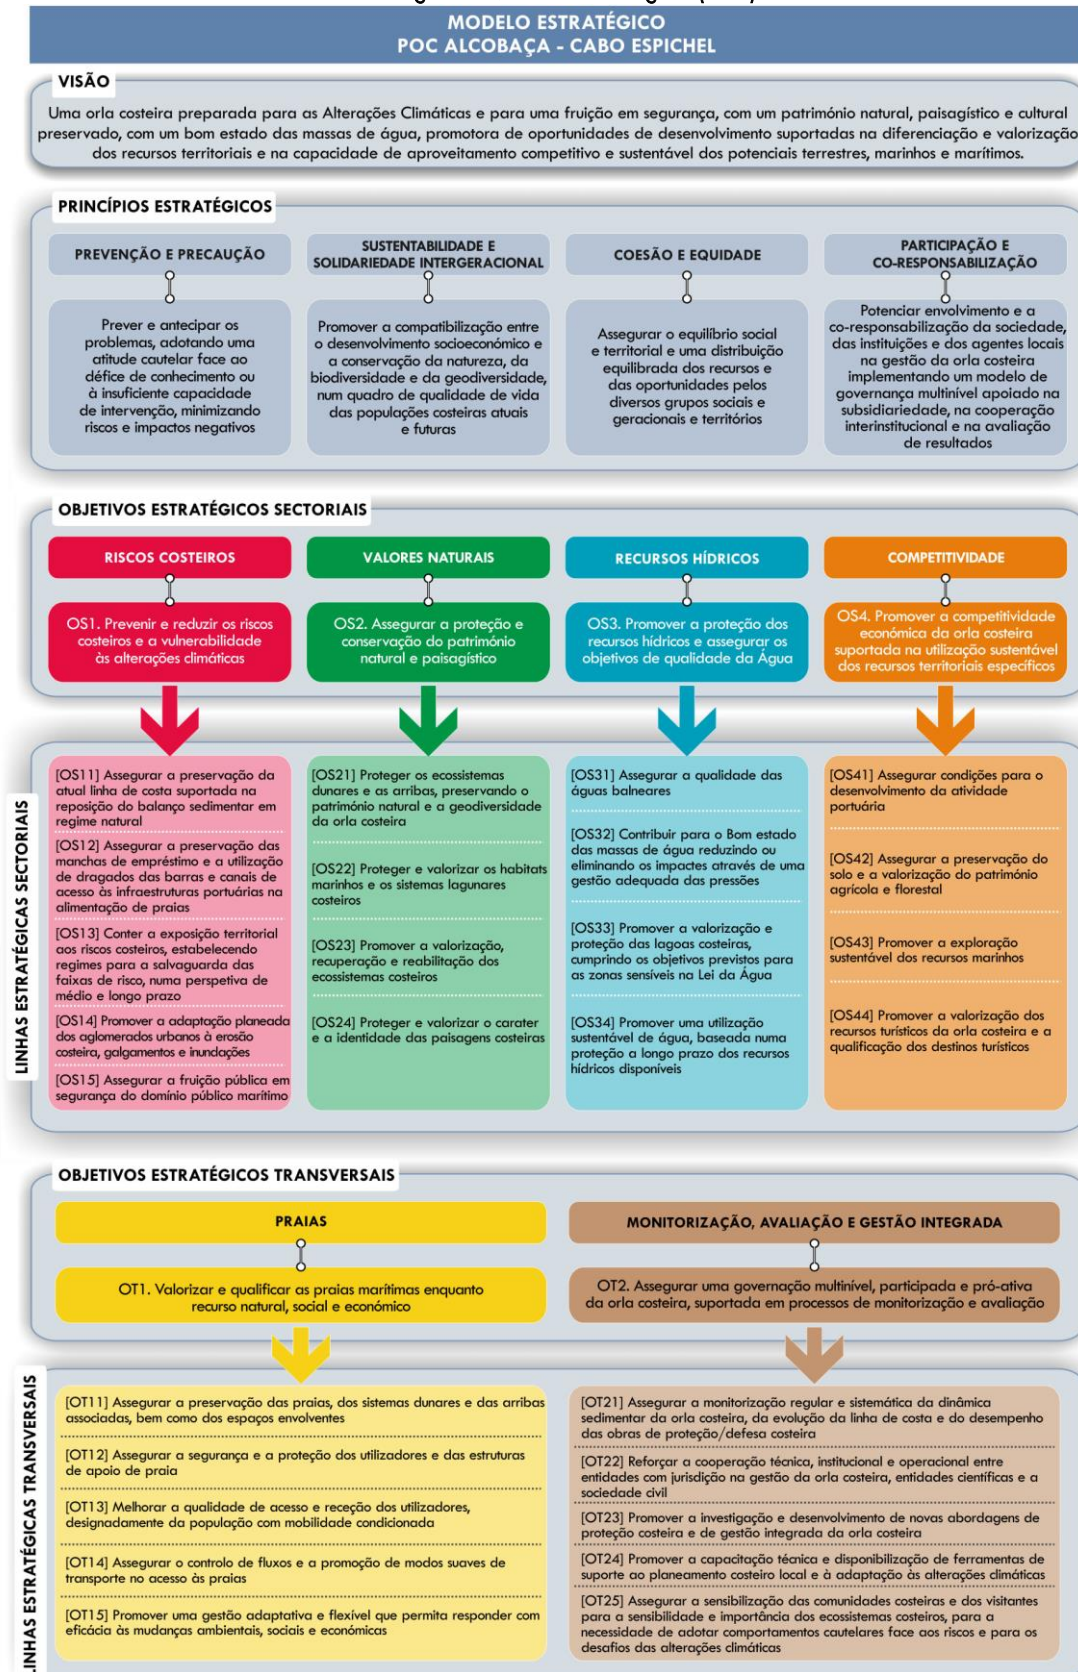 MODELO ESTRATÉGICO
POC ALCOBAÇA - CABO ESPICHEL
VISÃO
Uma orla costeira preparada para as Alterações Climáticas e para uma fruição em segurança, com um património natural, paisagístico e cultural
preservado, com um bom estado das massas de água, promotora de oportunidades de desenvolvimento suportadas na diferenciação e valorização
dos recursos territoriais e na capacidade de aproveitamento competitivo e sustentável dos potenciais terrestres, marinhos e marítimos.
PRINCÍPIOS ESTRATÉGICOS
PREVENÇÃO E PRECAUÇÃO
Prever e antecipar os
problemas, adotando uma
atitude cautelar face ao
défice de conhecimento ou
à insuficiente capacidade
de intervenção, minimizando
riscos e impactos negativos
SUSTENTABILIDADE E
SOLIDARIEDADE INTERGERACIONAL
Promover a compatibilização entre
o desenvolvimento socioeconómico e
a conservação da natureza, da
biodiversidade e da geodiversidade,
num quadro de qualidade de vida
das populações costeiras atuais
e futuras
COESÃO E EQUIDADE
Assegurar o equilíbrio social
e territorial e uma distribuição
equilibrada dos recursos e
das oportunidades pelos
diversos grupos sociais e
geracionais e territórios
PARTICIPAÇÃO E
CO-RESPONSABILIZAÇÃO
Potenciar envolvimento e a
co-responsabilização da sociedade,
das instituições e dos agentes locais
na gestão da orla costeira
implementando um modelo de
governança multinível apoiado na
subsidiariedade, na cooperação
interinstitucional e na avaliação
de resultados
OBJETIVOS ESTRATÉGICOS SECTORIAIS
RISCOS COSTEIROS
OS1. Prevenir e reduzir os riscos
costeiros e a vulnerabilidade
às alterações climáticas
VALORES NATURAIS
OS2. Assegurar a proteção e
conservação do património
natural e paisagístico
RECURSOS HÍDRICOS
OS3. Promover a proteção dos
recursos hídricos e assegurar os
objetivos de qualidade da Água
COMPETITIVIDADE
OS4. Promover a competitividade
económica da orla costeira
suportada na utilização sustentável
dos recursos territoriais específicos
LINHAS ESTRATÉGICAS SECTORIAIS
[OS11] Assegurar a preservação da
atual linha de costa suportada na
reposição do balanço sedimentar em
regime natural
[OS12] Assegurar a preservação das
manchas de empréstimo e a utilização
de dragados das barras e canais de
acesso às infraestruturas portuárias na
alimentação de praias
[OS13] Conter a exposição territorial
aos riscos costeiros, estabelecendo
regimes para a salvaguarda das
faixas de risco, numa perspetiva de
médio e longo prazo
[OS14] Promover a adaptação planeada
dos aglomerados urbanos à erosão
costeira, galgamentos e inundações
[OS15] Assegurar a fruição pública em
segurança do domínio público marítimo
[OS21] Proteger os ecossistemas
dunares e as arribas, preservando o
património natural e a geodiversidade
da orla costeira
[OS22] Proteger e valorizar os habitats
marinhos e os sistemas lagunares
costeiros
[OS23] Promover a valorização,
recuperação e reabilitação dos
ecossistemas costeiros
[OS24] Proteger e valorizar o carater
e a identidade das paisagens costeiras
[OS31] Assegurar a qualidade das
águas balneares
[OS32] Contribuir para o Bom estado
das massas de água reduzindo ou
eliminando os impactes através de uma
gestão adequada das pressões
[OS33] Promover a valorização e
proteção das lagoas costeiras,
cumprindo os objetivos previstos para
as zonas sensíveis na Lei da Água
[OS34] Promover uma utilização
sustentável de água, baseada numa
proteção a longo prazo dos recursos
hídricos disponíveis
[OS41] Assegurar condições para o
desenvolvimento da atividade
portuária
[OS42] Assegurar a preservação do
solo e a valorização do património
agrícola e florestal
[OS43] Promover a exploração
sustentável dos recursos marinhos
[OS44] Promover a valorização dos
recursos turísticos da orla costeira e a
qualificação dos destinos turísticos
OBJETIVOS ESTRATÉGICOS TRANSVERSAIS
PRAIAS
OT1. Valorizar e qualificar as praias marítimas enquanto
recurso natural, social e económico
MONITORIZAÇÃO, AVALIAÇÃO E GESTÃO INTEGRADA
OT2. Assegurar uma governação multinível, participada e pró-ativa
da orla costeira, suportada em processos de monitorização e avaliação
LINHAS ESTRATÉGICAS TRANSVERSAIS
[OT11] Assegurar a preservação das praias, dos sistemas dunares e das arribas
associadas, bem como dos espaços envolventes
[OT12] Assegurar a segurança e a proteção dos utilizadores e das estruturas
de apoio de praia
[OT13] Melhorar a qualidade de acesso e receção dos utilizadores,
designadamente da população com mobilidade condicionada
[OT14] Assegurar o controlo de fluxos e a promoção de modos suaves de
transporte no acesso às praias
[OT15] Promover uma gestão adaptativa e flexível que permita responder com
eficácia às mudanças ambientais, sociais e económicas
[OT21] Assegurar a monitorização regular e sistemática da dinâmica
sedimentar da orla costeira, da evolução da linha de costa e do desempenho
das obras de proteção/defesa costeira
[OT22] Reforçar a cooperação técnica, institucional e operacional entre
entidades com jurisdição na gestão da orla costeira, entidades científicas e a
sociedade civil
[OT23] Promover a investigação e desenvolvimento de novas abordagens de
proteção costeira e de gestão integrada da orla costeira
[OT24] Promover a capacitação técnica e disponibilização de ferramentas de
suporte ao planeamento costeiro local e à adaptação às alterações climáticas
[OT25] Assegurar a sensibilização das comunidades costeiras e dos visitantes
para a sensibilidade e importância dos ecossistemas costeiros, para a
necessidade de adotar comportamentos cautelares face aos riscos e para os
desafios das alterações climáticas